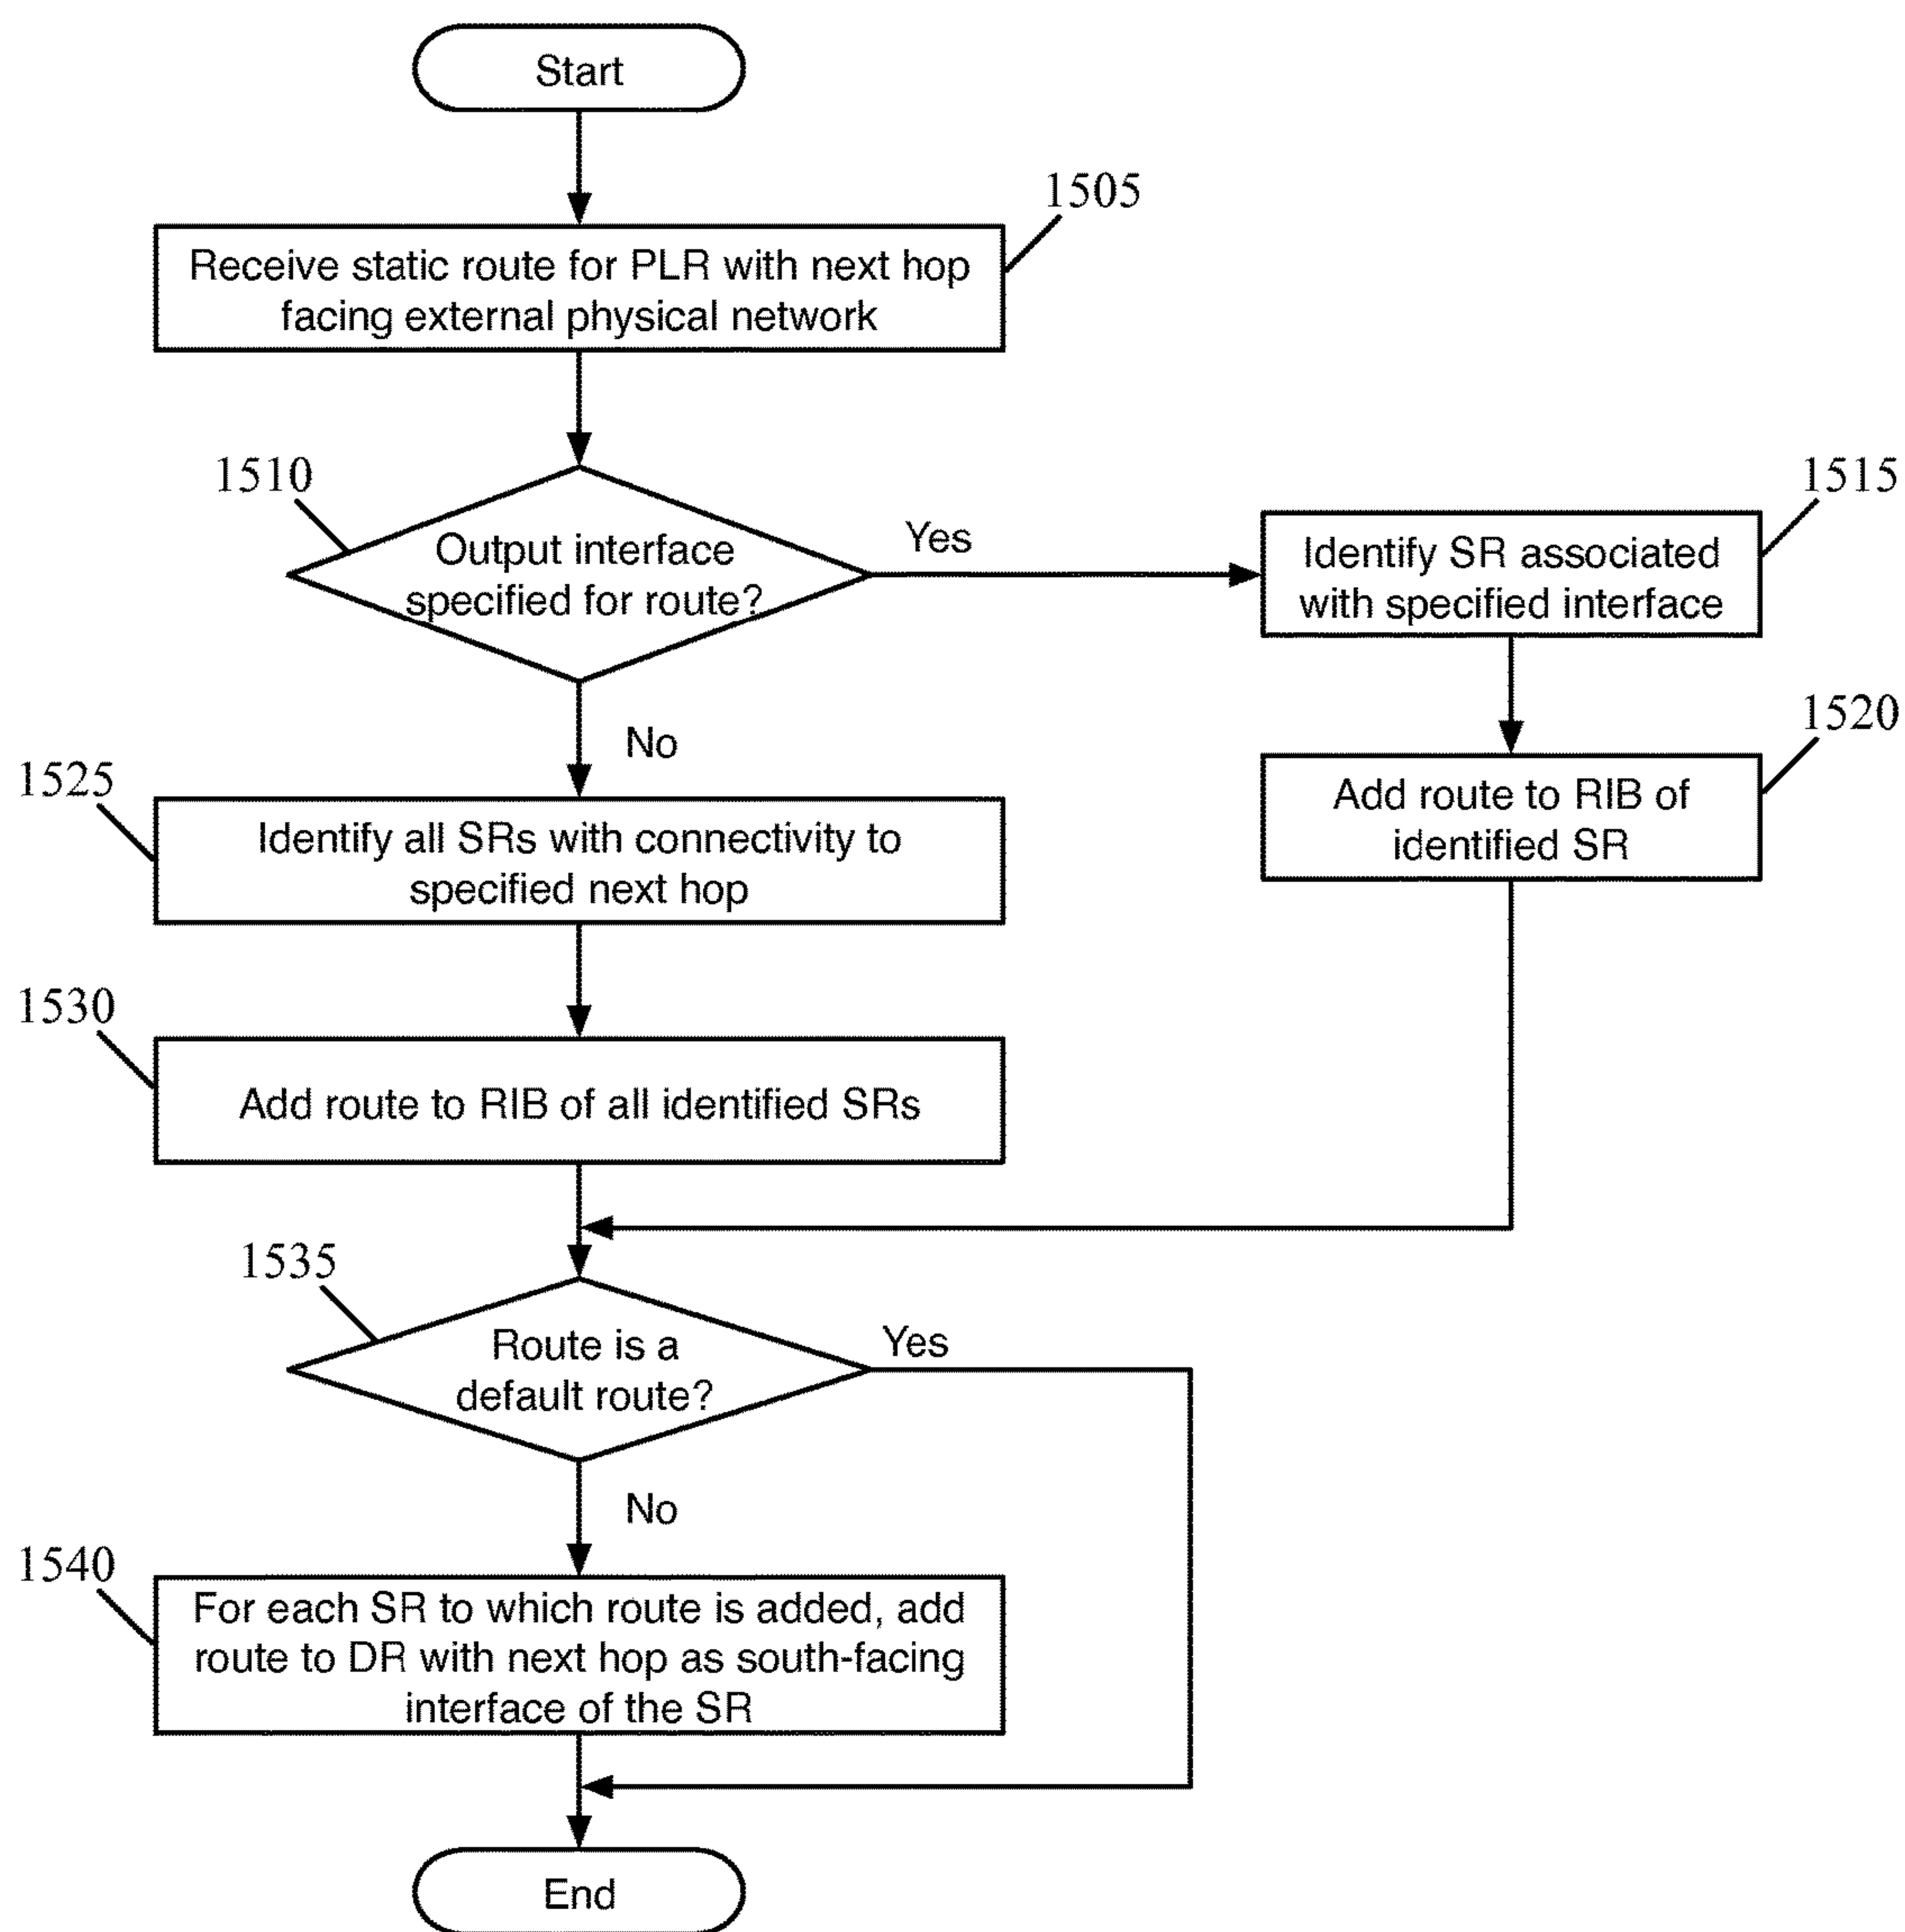 Start
1505
Receive static route for PLR with next hop
facing external physical network
1510
Output interface
specified for route?
Yes
1515
Identify SR associated
with specified interface
No
1520
Add route to RIB of
identified SR
1525
Identify all SRs with connectivity to
specified next hop
1530
Add route to RIB of all identified SRs
1535
Route is a
default route?
Yes
No
1540
For each SR to which route is added, add
route to DR with next hop as south-facing
interface of the SR
End